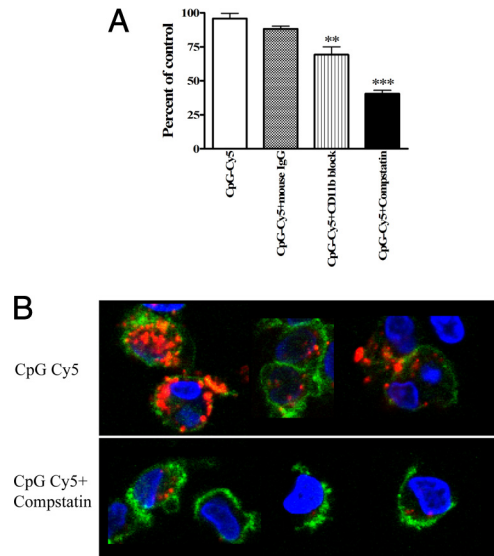 A
Percent of control
100
75
50
25
0
**
***
CpG-Cy5
CpG-Cy5+mouse IgG
CpG-Cy5+CD11b block
CpG-Cy5+Compstatin
B
CpG Cy5
CpG Cy5+
Compstatin